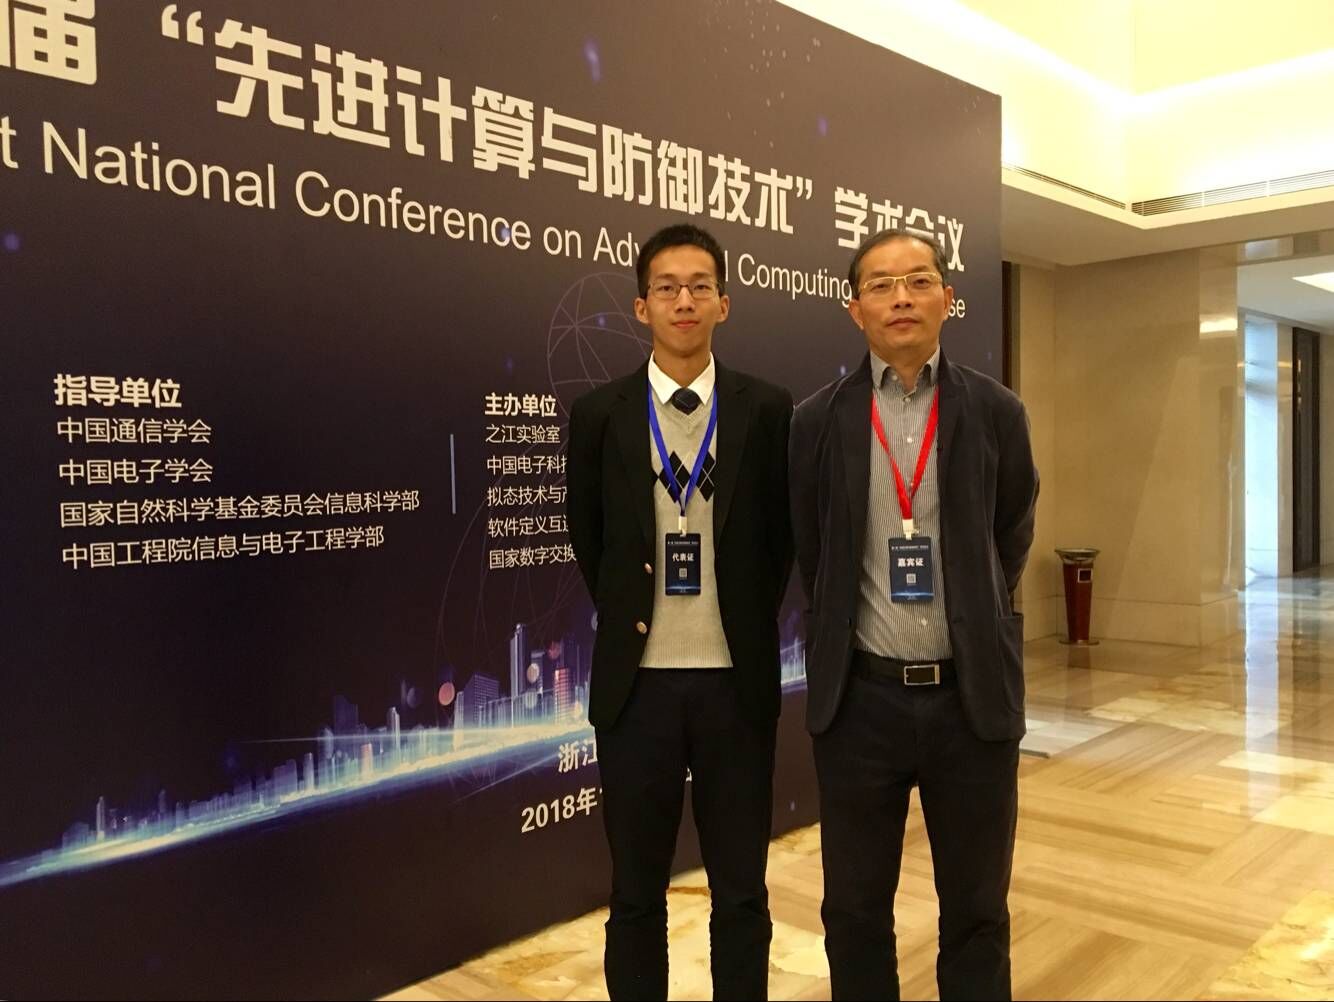 届 “先进计算与防御技术” 学术会议
t National Conference on Computing
指导单位
中国通信学会
中国电子学会
国家自然科学基金委员会信息科学部
中国工程院信息与电子工程学部
主办单位
之江实验室
中国电子科
拟态技术与
软件定义互
国家数字交换
浙江
2018年1
代表证
嘉宾证